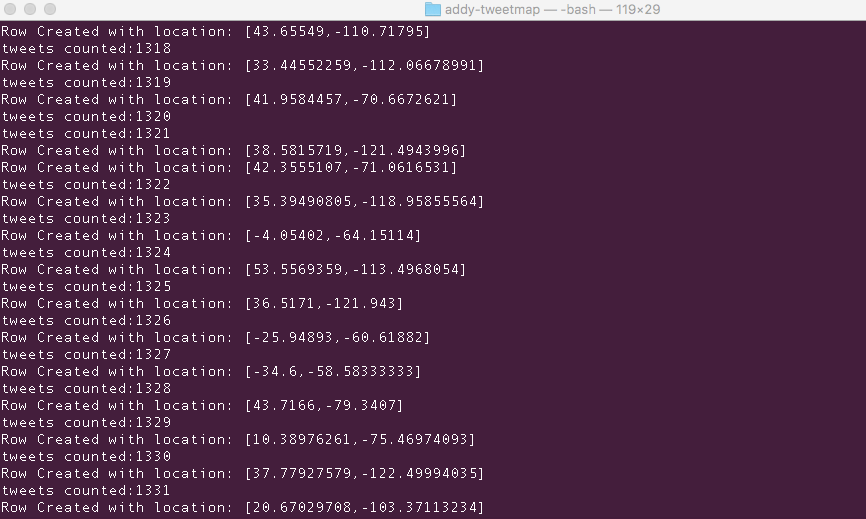 addy-tweetmap — -bash — 119×29
Row Created with location: [43.65549,-110.71795]
tweets counted:1318
Row Created with location: [33.44552259,-112.06678991]
tweets counted:1319
Row Created with location: [41.9584457,-70.6672621]
tweets counted:1320
tweets counted:1321
Row Created with location: [38.5815719,-121.4943996]
Row Created with location: [42.3555107,-71.0616531]
tweets counted:1322
Row Created with location: [35.39490805,-118.95855564]
tweets counted:1323
Row Created with location: [-4.05402,-64.15114]
tweets counted:1324
Row Created with location: [53.5569359,-113.4968054]
tweets counted:1325
Row Created with location: [36.5171,-121.943]
tweets counted:1326
Row Created with location: [-25.94893,-60.61882]
tweets counted:1327
Row Created with location: [-34.6,-58.58333333]
tweets counted:1328
Row Created with location: [43.7166,-79.3407]
tweets counted:1329
Row Created with location: [10.38976261,-75.46974093]
tweets counted:1330
Row Created with location: [37.77927579,-122.49994035]
tweets counted:1331
Row Created with location: [20.67029708,-103.37113234]